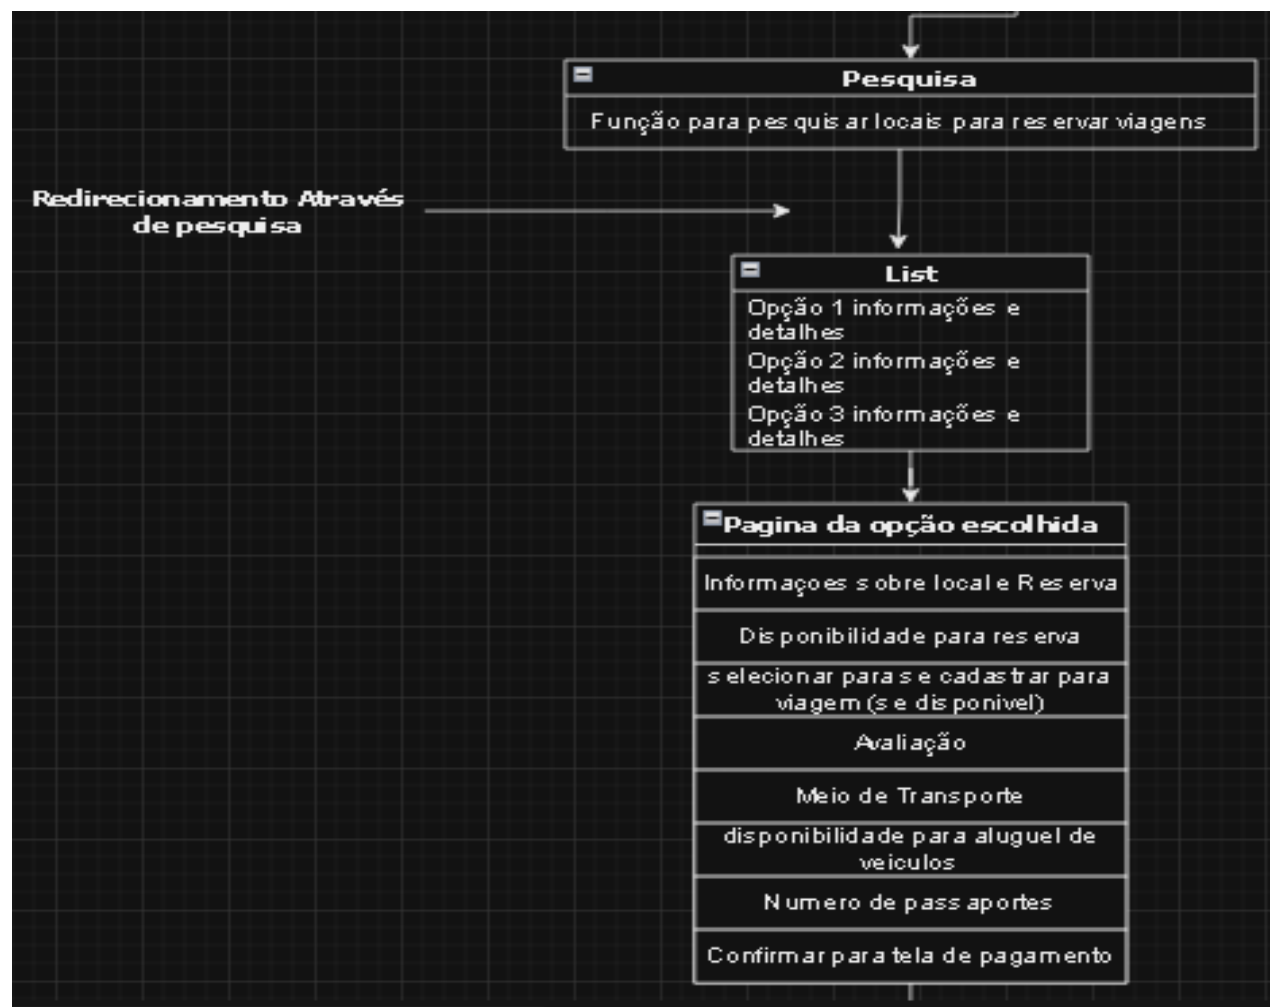 Pesquisa
Função para pesquisar locais para reservar viagens
Redirecionamento Através
de pesquisa
List
Opção 1 informações e
detalhes
Opção 2 informações e
detalhes
Opção 3 informações e
detalhes
Pagina da opção escolhida
Informaçoes sobre local e Reserva
Disponibilidade para reserva
selecionar para se cadastrar para
viagem (se disponivel)
Avaliação
Meio de Transporte
disponibilidade para aluguel de
veiculos
Numero de passaportes
Confirmar para tela de pagamento